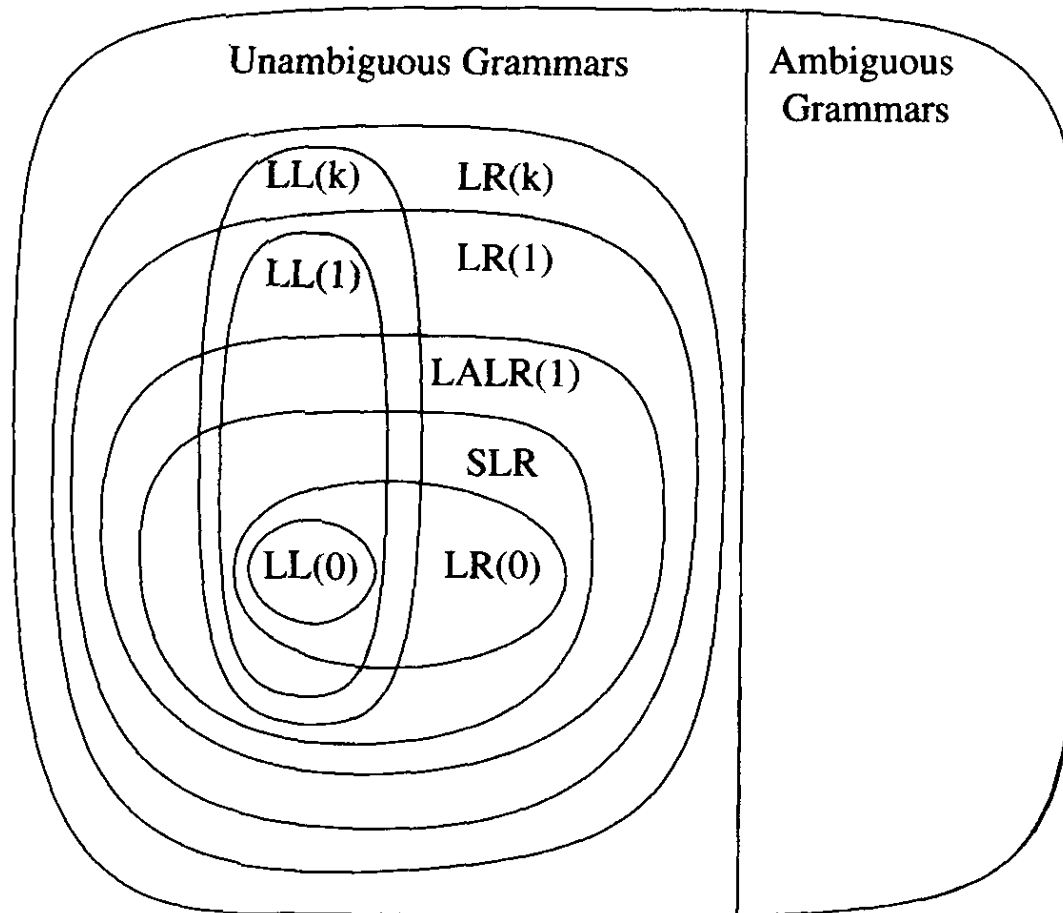 Unambiguous Grammars
Ambiguous
Grammars
LL(k)
LR(k)
LL(1)
LR(1)
LALR(1)
SLR
LL(0)
LR(0)